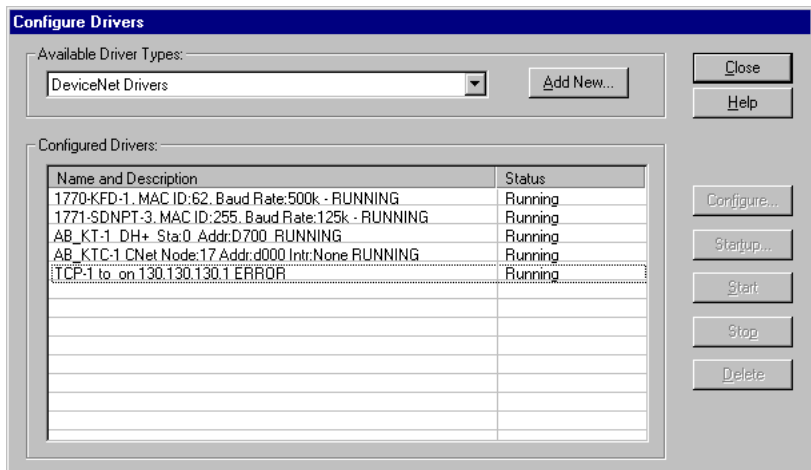 Configure Drivers
Available Driver Types:
DeviceNet Drivers
Add New...
Close
Help
Configured Drivers:
Name and Description Status
1770-KFD-1, MAC ID:62, Baud Rate:500k - RUNNING Running
1771-SDNPT-3, MAC ID:255, Baud Rate:125k - RUNNING Running
AB_KT-1 DH+ Sta:0 Addr:D700 RUNNING Running
AB_KTC-1 CNet Node:17 Addr:d000 Intr:None RUNNING Running
TCP-1 to on 130.130.130.1 ERROR Running
Configure...
Startup...
Start
Stop
Delete